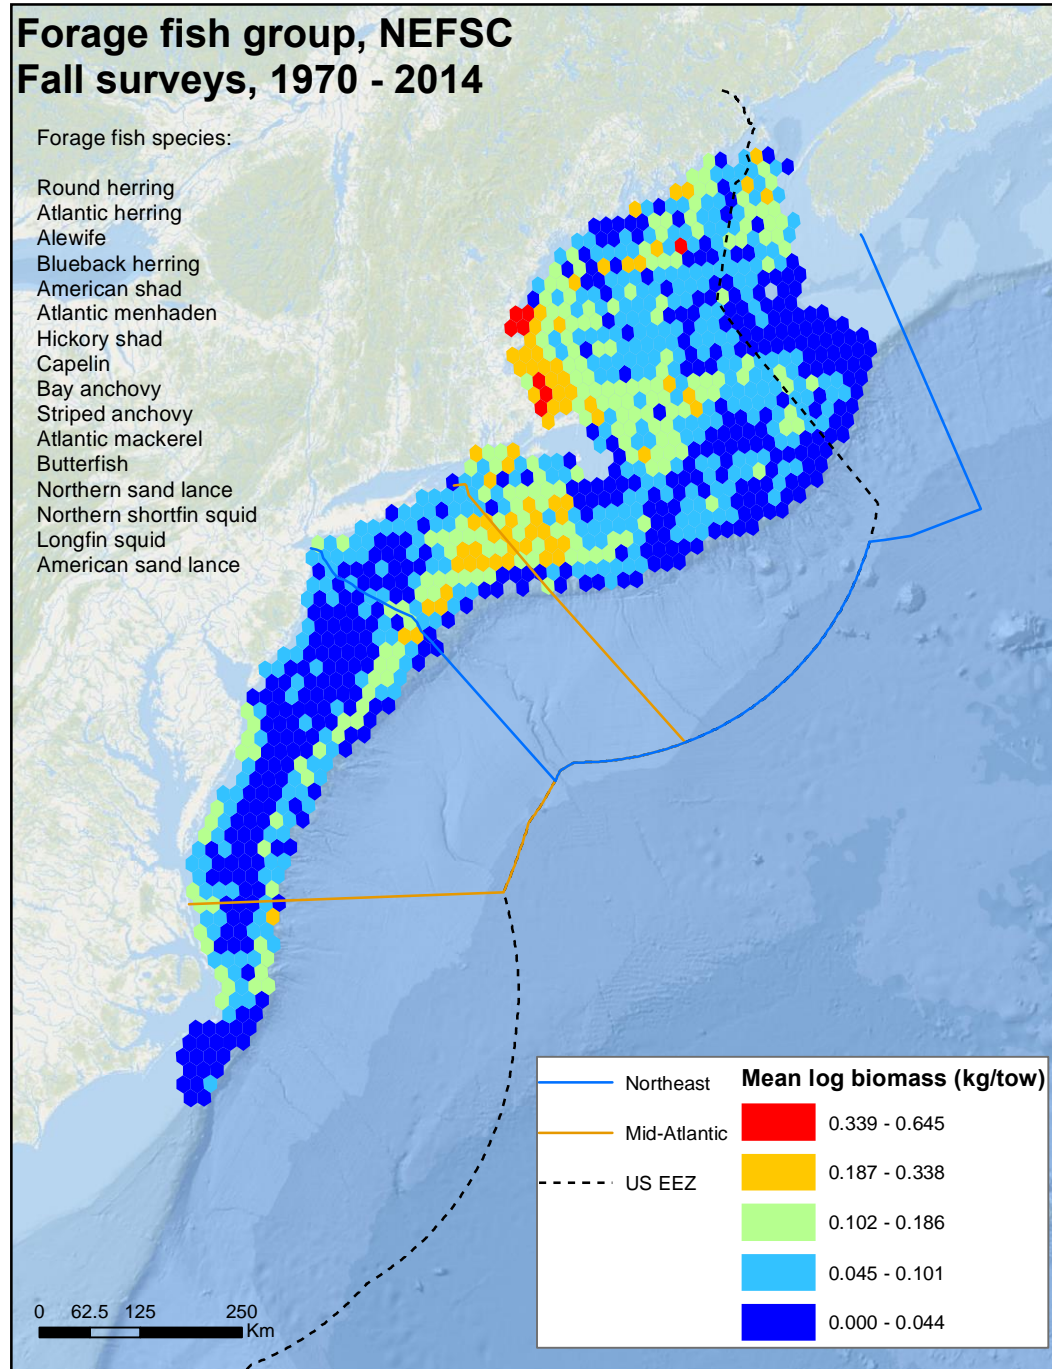 Forage fish group, NEFSC
Fall surveys, 1970 - 2014
Forage fish species:
Round herring
Atlantic herring
Alewife
Blueback herring
American shad
Atlantic menhaden
Hickory shad
Capelin
Bay anchovy
Striped anchovy
Atlantic mackerel
Butterfish
Northern sand lance
Northern shortfin squid
Longfin squid
American sand lance
Northeast
Mid-Atlantic
US EEZ
Mean log biomass (kg/tow)
0.339 - 0.645
0.187 - 0.338
0.102 - 0.186
0.045 - 0.101
0.000 - 0.044
0 62.5 125 250
Km